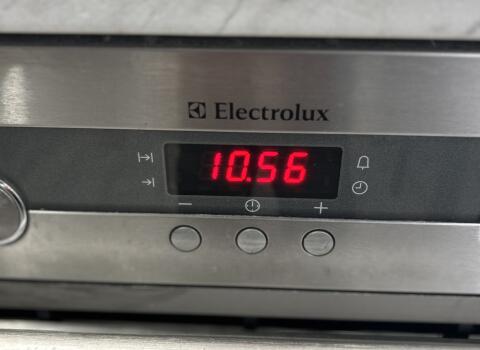 Electrolux
10.56
− +